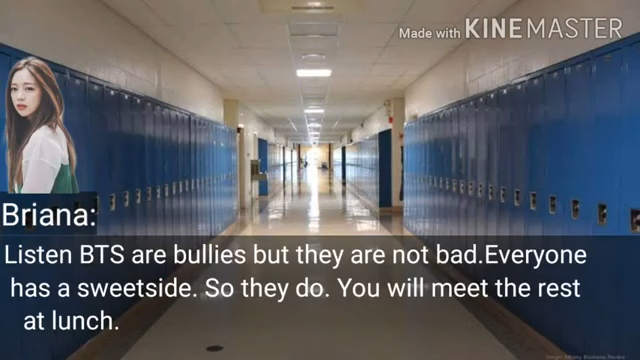 Made with KINEMASTER
Briana:
Listen BTS are bullies but they are not bad.Everyone
has a sweetside. So they do. You will meet the rest
at lunch.